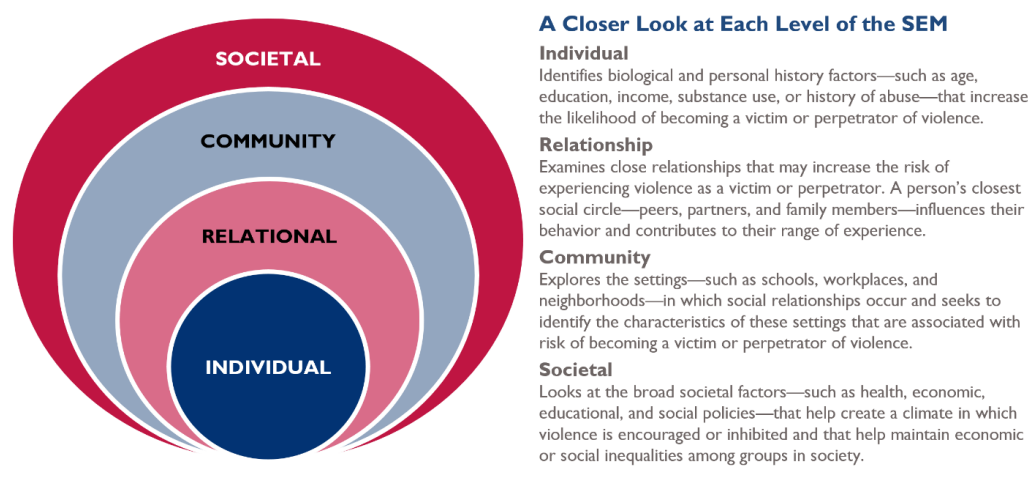 SOCIETAL
COMMUNITY
RELATIONAL
INDIVIDUAL
A Closer Look at Each Level of the SEM
Individual
Identifies biological and personal history factors—such as age,
education, income, substance use, or history of abuse—that increase
the likelihood of becoming a victim or perpetrator of violence.
Relationship
Examines close relationships that may increase the risk of
experiencing violence as a victim or perpetrator. A person’s closest
social circle—peers, partners, and family members—influences their
behavior and contributes to their range of experience.
Community
Explores the settings—such as schools, workplaces, and
neighborhoods—in which social relationships occur and seeks to
identify the characteristics of these settings that are associated with
risk of becoming a victim or perpetrator of violence.
Societal
Looks at the broad societal factors—such as health, economic,
educational, and social policies—that help create a climate in which
violence is encouraged or inhibited and that help maintain economic
or social inequalities among groups in society.